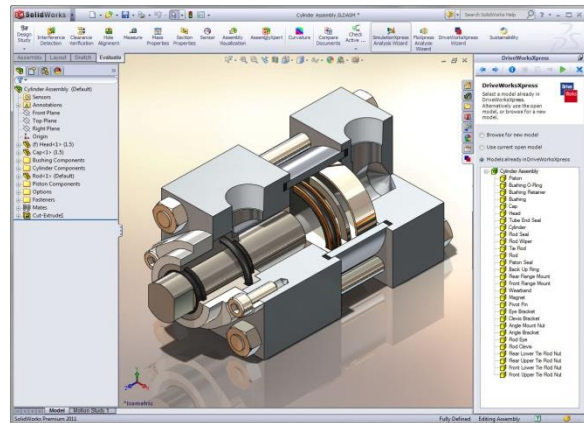 SolidWorks
Cylinder Assembly.SLDASM *
Search SolidWorks Help
Design Study
Interference Detection
Clearance Verification
Hole Alignment
Measure
Mass Properties
Section Properties
Sensor
Assembly Visualization
AssemblyXpert
Curvature
Compare Documents
Check Active ...
SimulationXpress Analysis Wizard
FloXpress Analysis Wizard
DriveWorksXpress Wizard
Sustainability
Assembly Layout Sketch Evaluate
Cylinder Assembly (Default)
Sensors
Annotations
Front Plane
Top Plane
Right Plane
Origin
(f) Head<1> (1.5)
Cap<1> (1.5)
Bushing Components
Cylinder Components
Rod<1> (Default)
Piston Components
Options
Fasteners
Mates
Cut-Extrude1
*Isometric
DriveWorksXpress
DriveWorksXpress
Select a model already in
DriveWorksXpress.
Alternatively use the open
model, or browse for a new
model.
Drive
Works
Browse for new model
Use current open model
Models already in DriveWorksXpress
Cylinder Assembly
Piston
Bushing O-Ring
Bushing Retainer
Bushing
Cap
Head
Tube End Seal
Cylinder
Rod Seal
Rod Wiper
Tie Rod
Rod
Piston Seal
Back Up Ring
Rear Flange Mount
Front Flange Mount
Wearband
Magnet
Pivot Pin
Eye Bracket
Clevis Bracket
Angle Mount Nut
Angle Bracket
Rod Eye
Rod Clevis
Rear Lower Tie Rod Nut
Rear Upper Tie Rod Nut
Front Lower Tie Rod Nut
Front Upper Tie Rod Nut
Model Motion Study 1
SolidWorks Premium 2011
Fully Defined Editing Assembly